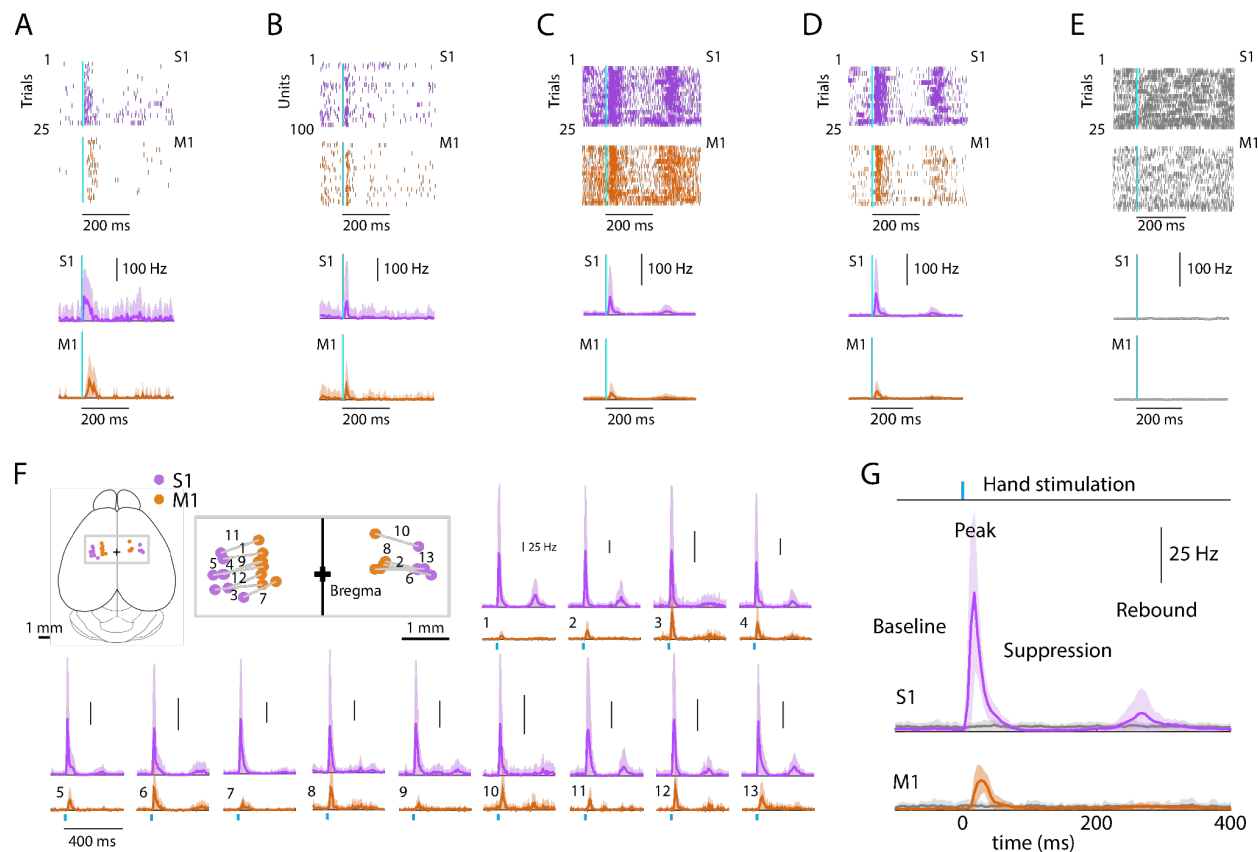 A
S1
1
Trials
25
M1
200 ms
S1
100 Hz
M1
200 ms
B
S1
1
Units
100
M1
200 ms
S1
100 Hz
M1
200 ms
C
S1
1
Trials
25
M1
200 ms
S1
100 Hz
M1
200 ms
D
S1
1
Trials
25
M1
200 ms
S1
100 Hz
M1
200 ms
E
S1
1
Trials
25
M1
200 ms
S1
100 Hz
M1
200 ms
F
S1
M1
1 mm
11
1
5 4 9
12
3 7
10
8
2 13
6
Bregma
1 mm
25 Hz
1 2 3 4
5 6 7 8 9 10 11 12 13
400 ms
G
Hand stimulation
Peak
25 Hz
Baseline
Rebound
Suppression
S1
M1
0 200 400
time (ms)